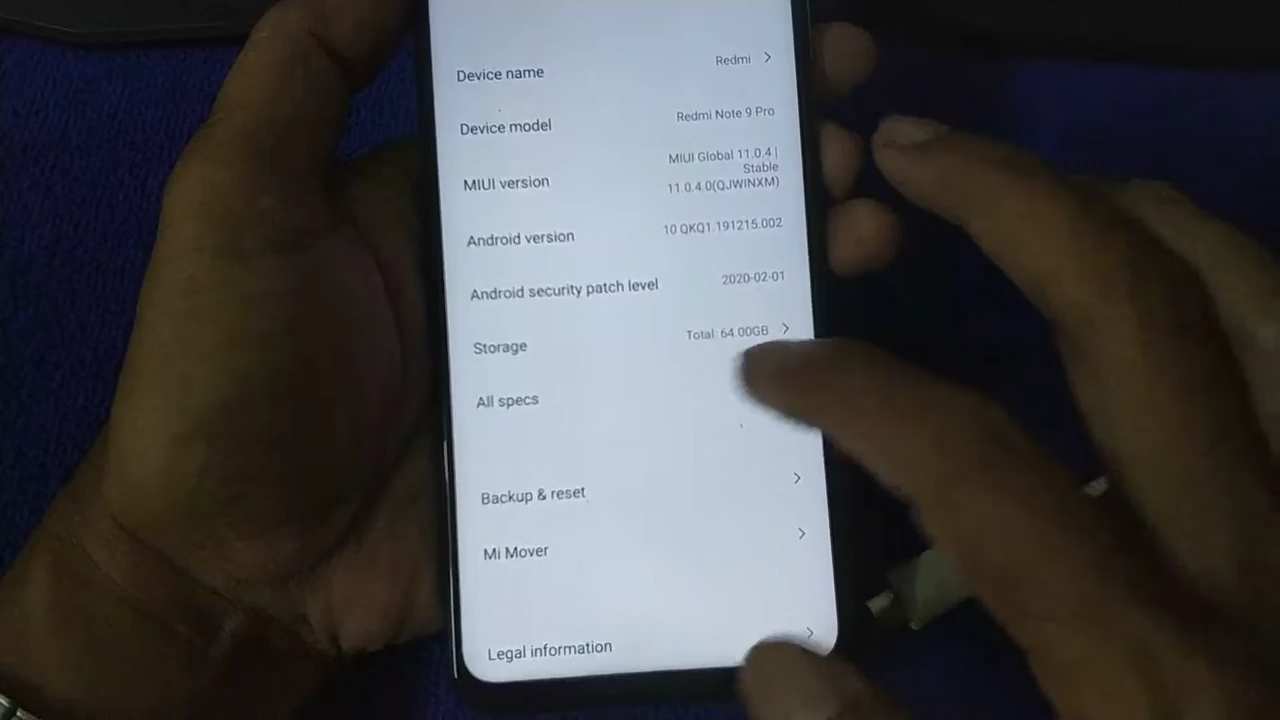 Device name Redmi
Device model Redmi Note 9 Pro
MIUI version MIUI Global 11.0.4 |
Stable
11.0.4.0(QJWINXM)
Android version 10 QKQ1.191215.002
Android security patch level 2020-02-01
Storage Total: 64.00GB
All specs
Backup & reset
Mi Mover
Legal information